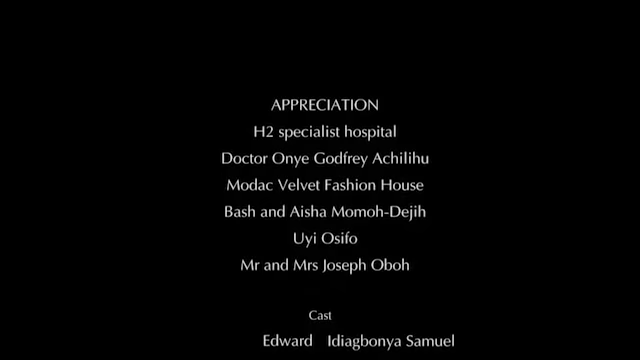 APPRECIATION
H2 specialist hospital
Doctor Onye Godfrey Achilihu
Modac Velvet Fashion House
Bash and Aisha Momoh-Dejih
Uyi Osifo
Mr and Mrs Joseph Oboh
Cast
Edward Idiagbonya Samuel